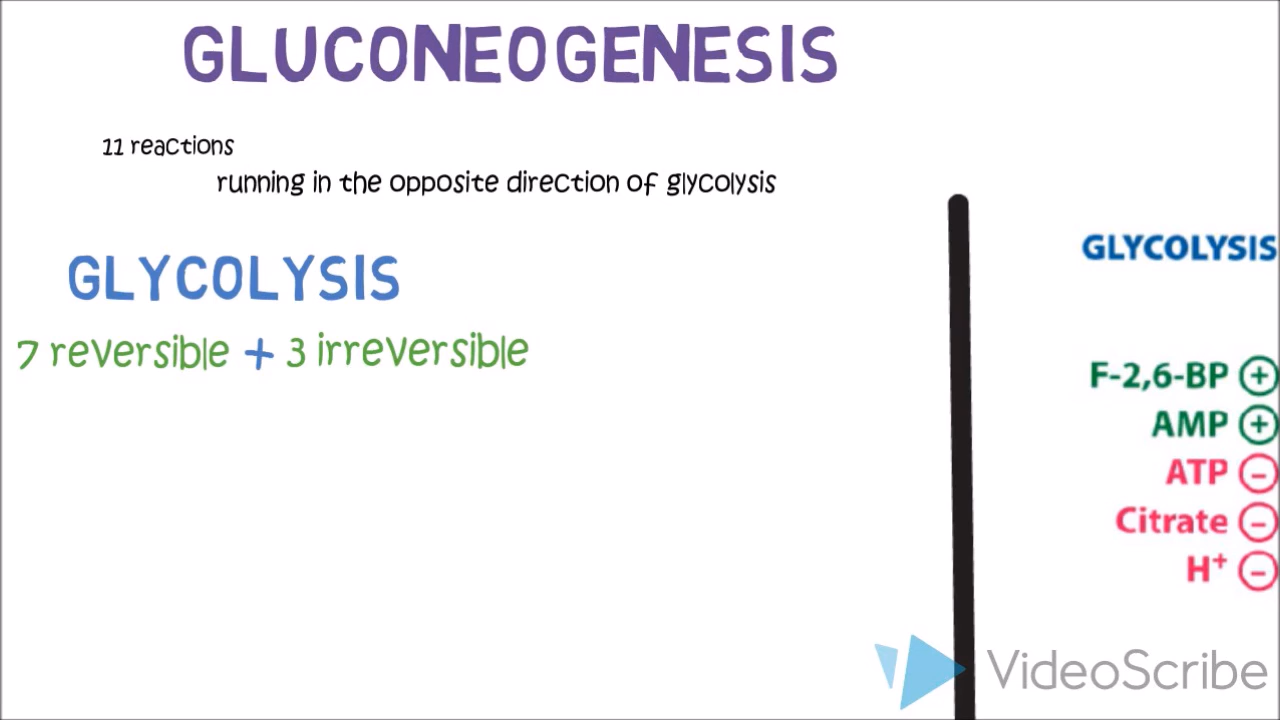 GLUCONEOGENESIS
11 reactions
running in the opposite direction of glycolysis
GLYCOLYSIS
7 reversible + 3 irreversible
GLYCOLYSIS
F-2,6-BP +
AMP +
ATP −
Citrate −
H⁺ −
VideoScribe